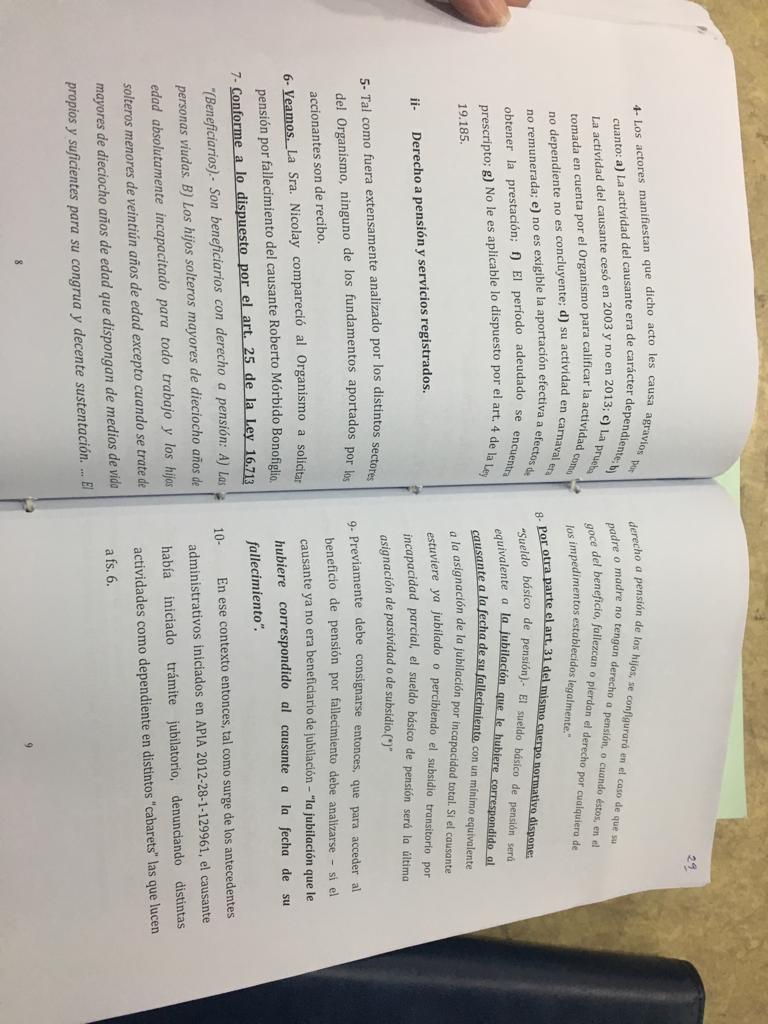 4- Los actores manifiestan que dicho acto les causa agravios por
cuanto: a) La actividad del causante era de carácter dependiente; b)
La actividad del causante cesó en 2003 y no en 2013; c) La prueba
tomada en cuenta por el Organismo para calificar la actividad como
no dependiente no es concluyente; d) su actividad en carnaval era
no remunerada; e) no es exigible la aportación efectiva a efectos de
obtener la prestación; f) El período adeudado se encuentra
prescripto; g) No le es aplicable lo dispuesto por el art. 4 de la Ley
19.185.
ii- Derecho a pensión y servicios registrados.
5- Tal como fuera extensamente analizado por los distintos sectores
del Organismo, ninguno de los fundamentos aportados por los
accionantes son de recibo.
6- Veamos. La Sra. Nicolay compareció al Organismo a solicitar
pensión por fallecimiento del causante Roberto Mórbido Bonofiglio.
7- Conforme a lo dispuesto por el art. 25 de la Ley 16.713
"(Beneficiarios).- Son beneficiarios con derecho a pensión: A) Las
personas viudas. B) Los hijos solteros mayores de dieciocho años de
edad absolutamente incapacitado para todo trabajo y los hijos
solteros menores de veintiún años de edad excepto cuando se trate de
mayores de dieciocho años de edad que dispongan de medios de vida
propios y suficientes para su congrua y decente sustentación. ... El
8
29
derecho a pensión de los hijos, se configurará en el caso de que su
padre o madre no tengan derecho a pensión, o cuando éstos, en el
goce del beneficio, fallezcan o pierdan el derecho por cualquiera de
los impedimentos establecidos legalmente."
8- Por otra parte el art. 31 del mismo cuerpo normativo dispone:
"Sueldo básico de pensión).- El sueldo básico de pensión será
equivalente a la jubilación que le hubiere correspondido al
causante a la fecha de su fallecimiento, con un mínimo equivalente
a la asignación de la jubilación por incapacidad total. Si el causante
estuviere ya jubilado o percibiendo el subsidio transitorio por
incapacidad parcial, el sueldo básico de pensión será la última
asignación de pasividad o de subsidio.(*)"
9- Previamente debe consignarse entonces, que para acceder al
beneficio de pensión por fallecimiento debe analizarse – si el
causante ya no era beneficiario de jubilación – "la jubilación que le
hubiere correspondido al causante a la fecha de su
fallecimiento".
10- En ese contexto entonces, tal como surge de los antecedentes
administrativos iniciados en APIA 2012-28-1-129961, el causante
había iniciado trámite jubilatorio, denunciando distintas
actividades como dependiente en distintos "cabarets" las que lucen
a fs. 6.
9